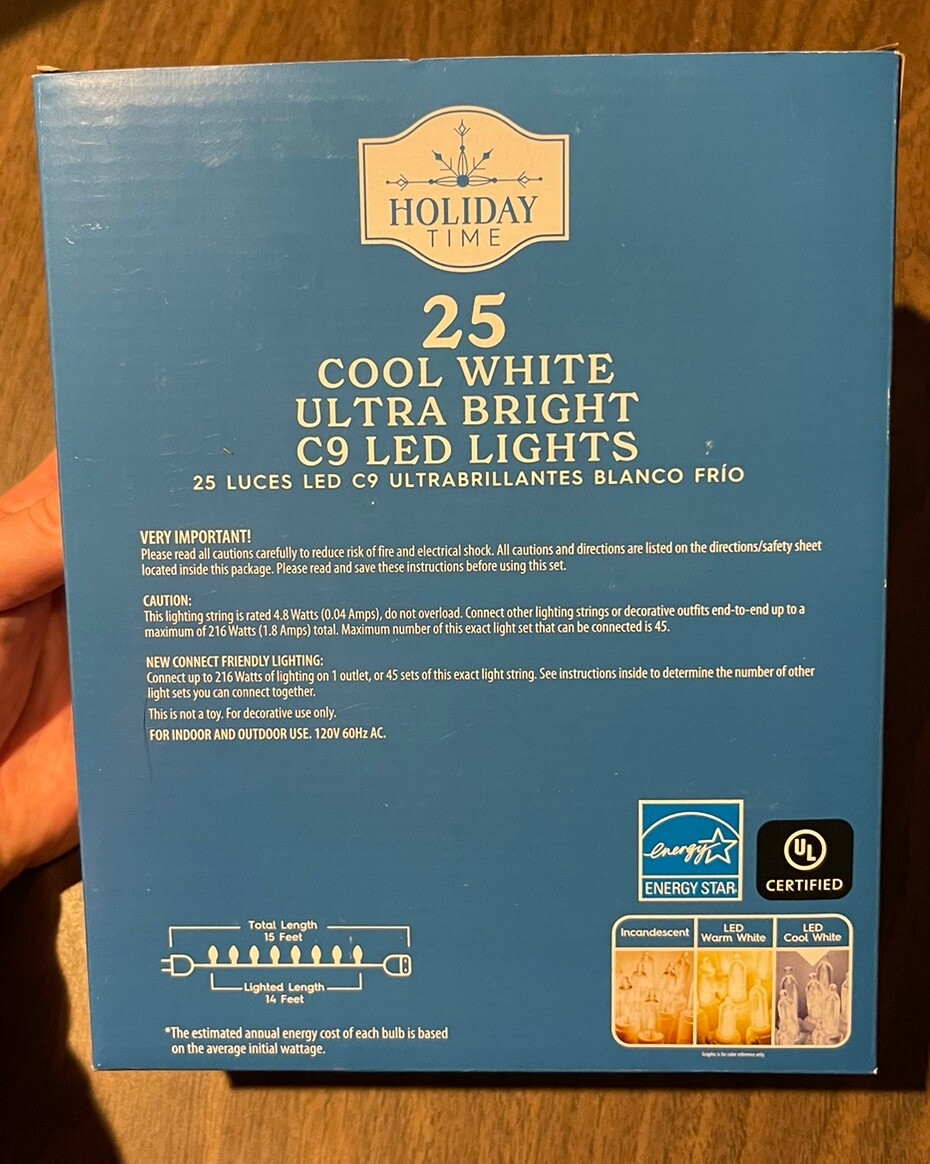 HOLIDAY
TIME
25
COOL WHITE
ULTRA BRIGHT
C9 LED LIGHTS
25 LUCES LED C9 ULTRABRILLANTES BLANCO FRÍO
VERY IMPORTANT!
Please read all cautions carefully to reduce risk of fire and electrical shock. All cautions and directions are listed on the directions/safety sheet
located inside this package. Please read and save these instructions before using this set.
CAUTION:
This lighting string is rated 4.8 Watts (0.04 Amps), do not overload. Connect other lighting strings or decorative outfits end-to-end up to a
maximum of 216 Watts (1.8 Amps) total. Maximum number of this exact light set that can be connected is 45.
NEW CONNECT FRIENDLY LIGHTING:
Connect up to 216 Watts of lighting on 1 outlet, or 45 sets of this exact light string. See instructions inside to determine the number of other
light sets you can connect together.
This is not a toy. For decorative use only.
FOR INDOOR AND OUTDOOR USE. 120V 60Hz AC.
energy
ENERGY STAR
UL
CERTIFIED
Total Length
15 Feet
Lighted Length
14 Feet
*The estimated annual energy cost of each bulb is based
on the average initial wattage.
Incandescent
LED
Warm White
LED
Cool White
Graphic is for color reference only.